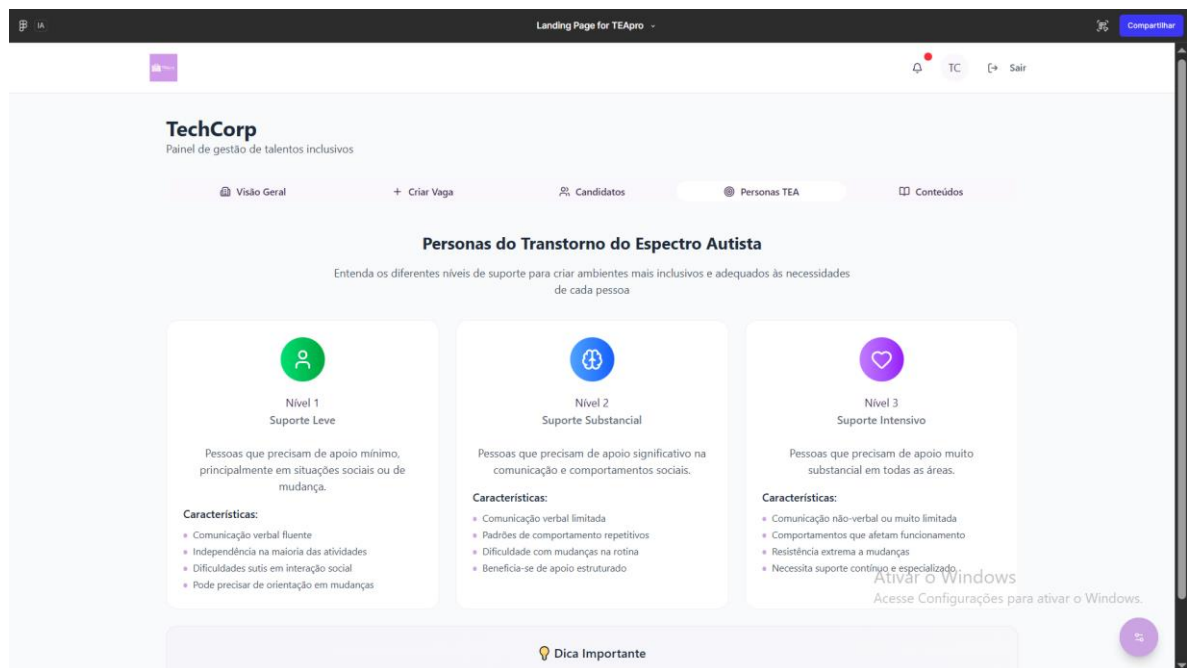 IA
Landing Page for TEApro
Compartilhar
TC
Sair
TechCorp
Painel de gestão de talentos inclusivos
Visão Geral
+ Criar Vaga
Candidatos
Personas TEA
Conteúdos
Personas do Transtorno do Espectro Autista
Entenda os diferentes níveis de suporte para criar ambientes mais inclusivos e adequados às necessidades
de cada pessoa
Nível 1
Suporte Leve
Pessoas que precisam de apoio mínimo,
principalmente em situações sociais ou de
mudança.
Características:
Comunicação verbal fluente
Independência na maioria das atividades
Dificuldades sutis em interação social
Pode precisar de orientação em mudanças
Nível 2
Suporte Substancial
Pessoas que precisam de apoio significativo na
comunicação e comportamentos sociais.
Características:
Comunicação verbal limitada
Padrões de comportamento repetitivos
Dificuldade com mudanças na rotina
Beneficia-se de apoio estruturado
Nível 3
Suporte Intensivo
Pessoas que precisam de apoio muito
substancial em todas as áreas.
Características:
Comunicação não-verbal ou muito limitada
Comportamentos que afetam funcionamento
Resistência extrema a mudanças
Necessita suporte contínuo e especializado
Ativar o Windows
Acesse Configurações para ativar o Windows.
Dica Importante